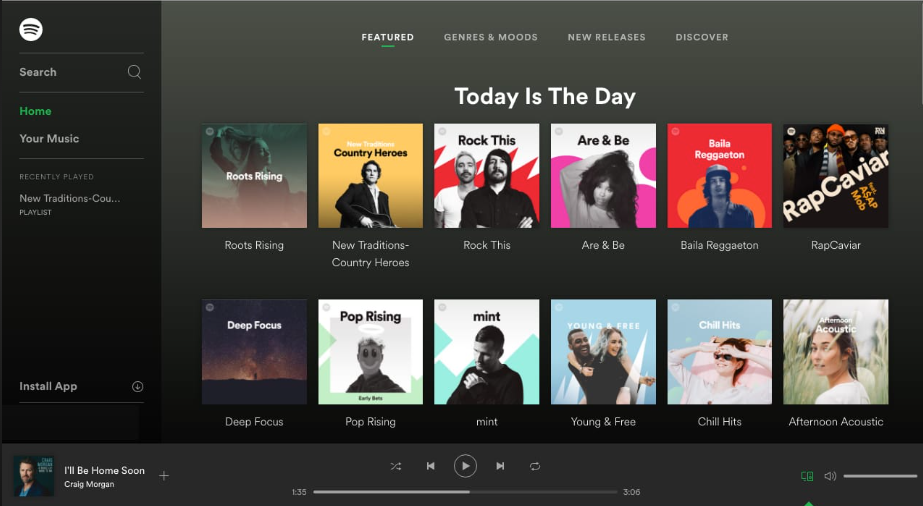 Search
Home
Your Music
RECENTLY PLAYED
New Traditions-Cou...
PLAYLIST
Install App
FEATURED
GENRES & MOODS
NEW RELEASES
DISCOVER
Today Is The Day
Roots Rising
New Traditions
Country Heroes
Rock This
Are & Be
Baila
Reggaeton
RapCaviar
feat.
A$AP
Mob
Roots Rising
New Traditions-
Country Heroes
Rock This
Are & Be
Baila Reggaeton
RapCaviar
Deep Focus
Pop Rising
Early Bets
mint
YOUNG & FREE
Chill Hits
Afternoon
Acoustic
Deep Focus
Pop Rising
mint
Young & Free
Chill Hits
Afternoon Acoustic
I'll Be Home Soon
Craig Morgan
1:35
3:06